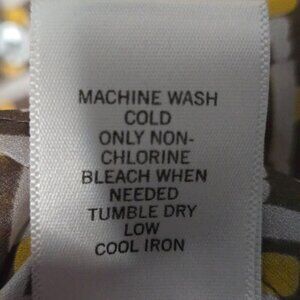 MACHINE WASH
COLD
ONLY NON-
CHLORINE
BLEACH WHEN
NEEDED
TUMBLE DRY
LOW
COOL IRON